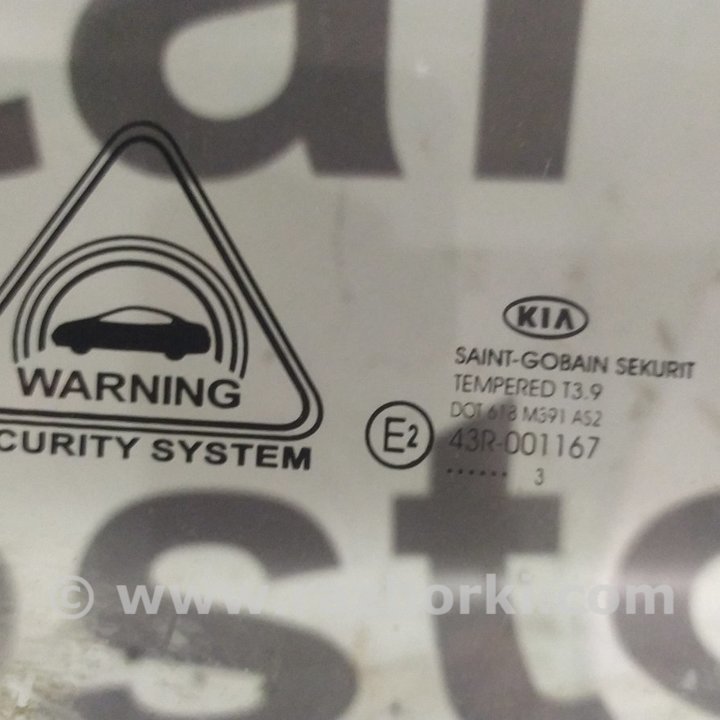 WARNING
CURITY SYSTEM
KIA
SAINT-GOBAIN SEKURIT
TEMPERED T3.9
DOT 618 M391 AS2
E2
43R-001167
...... 3